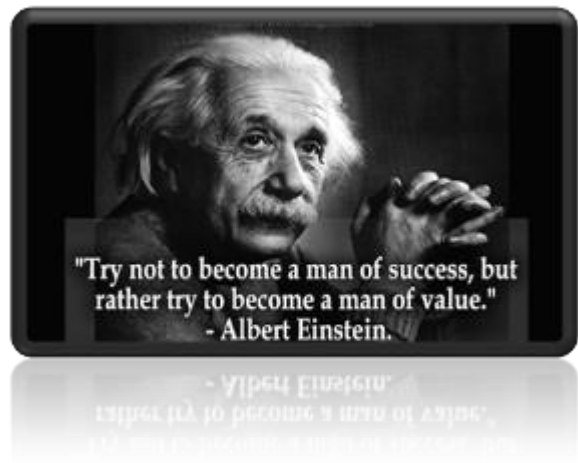 "Try not to become a man of success, but
rather try to become a man of value."
- Albert Einstein.